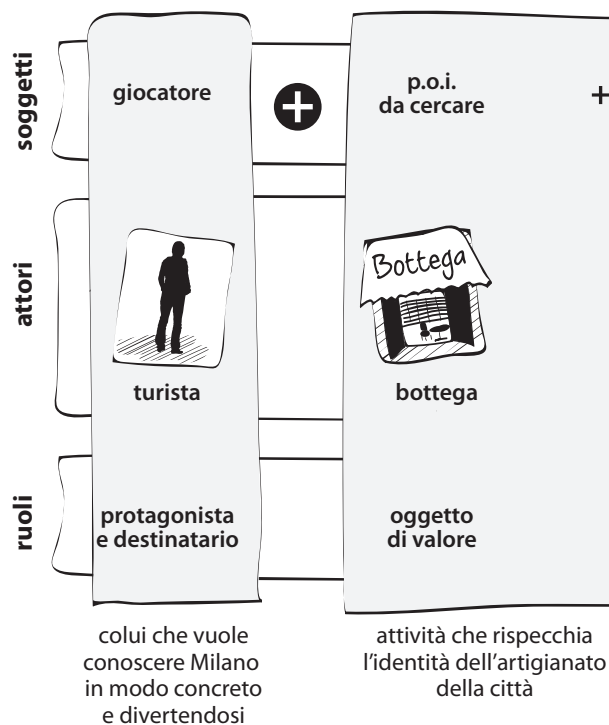 soggetti
giocatore
+
p.o.i.
da cercare
+
attori
Bottega
turista
bottega
ruoli
protagonista
e destinatario
oggetto
di valore
colui che vuole
conoscere Milano
in modo concreto
e divertendosi
attività che rispecchia
l'identità dell'artigianato
della città